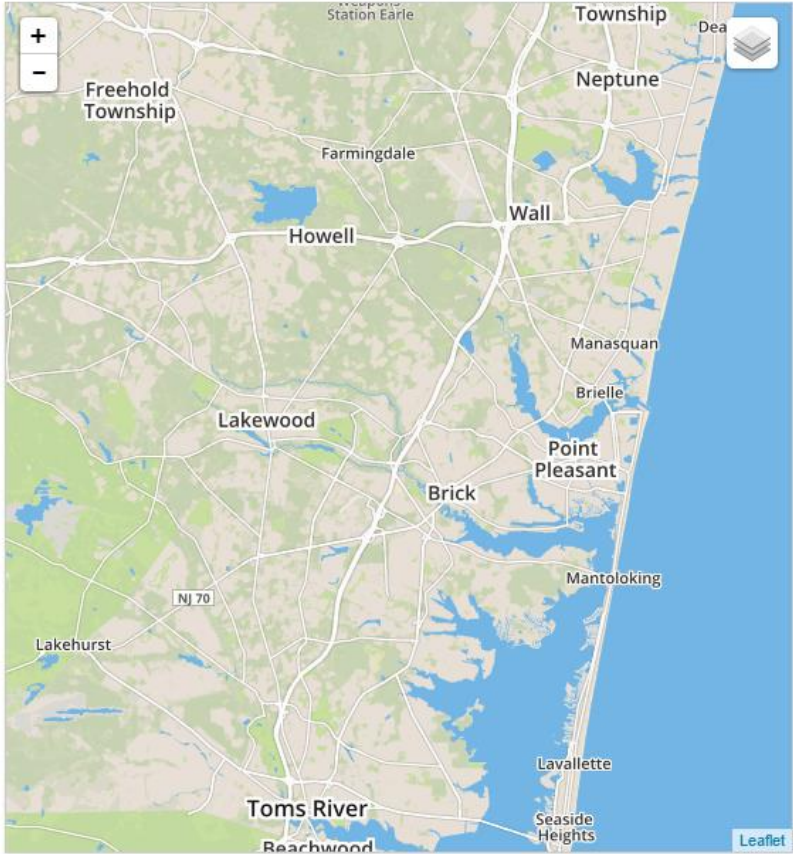 Weapons
Station Earle
Township
Dea
+
−
Neptune
Freehold
Township
Farmingdale
Wall
Howell
Manasquan
Brielle
Lakewood
Point
Pleasant
Brick
Mantoloking
NJ 70
Lakehurst
Lavallette
Toms River
Seaside
Heights
Beachwood
Leaflet